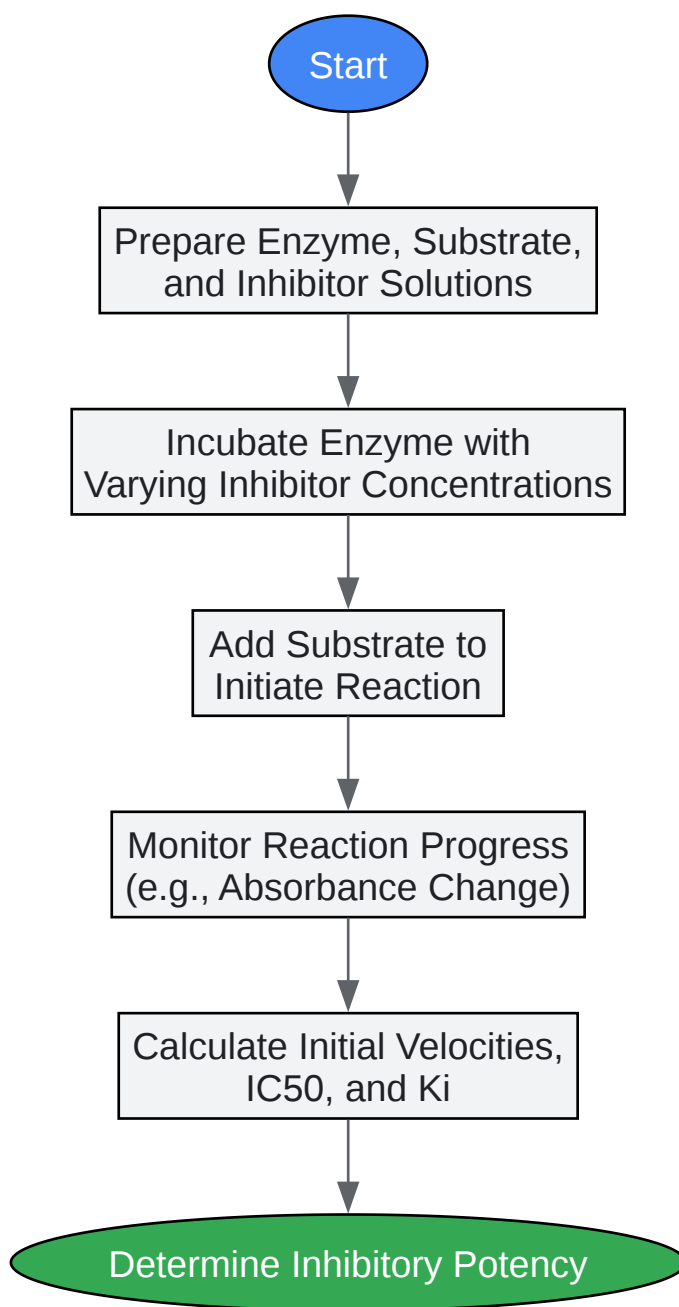 Start
Prepare Enzyme, Substrate,
and Inhibitor Solutions
Incubate Enzyme with
Varying Inhibitor Concentrations
Add Substrate to
Initiate Reaction
Monitor Reaction Progress
(e.g., Absorbance Change)
Calculate Initial Velocities,
IC50, and Ki
Determine Inhibitory Potency